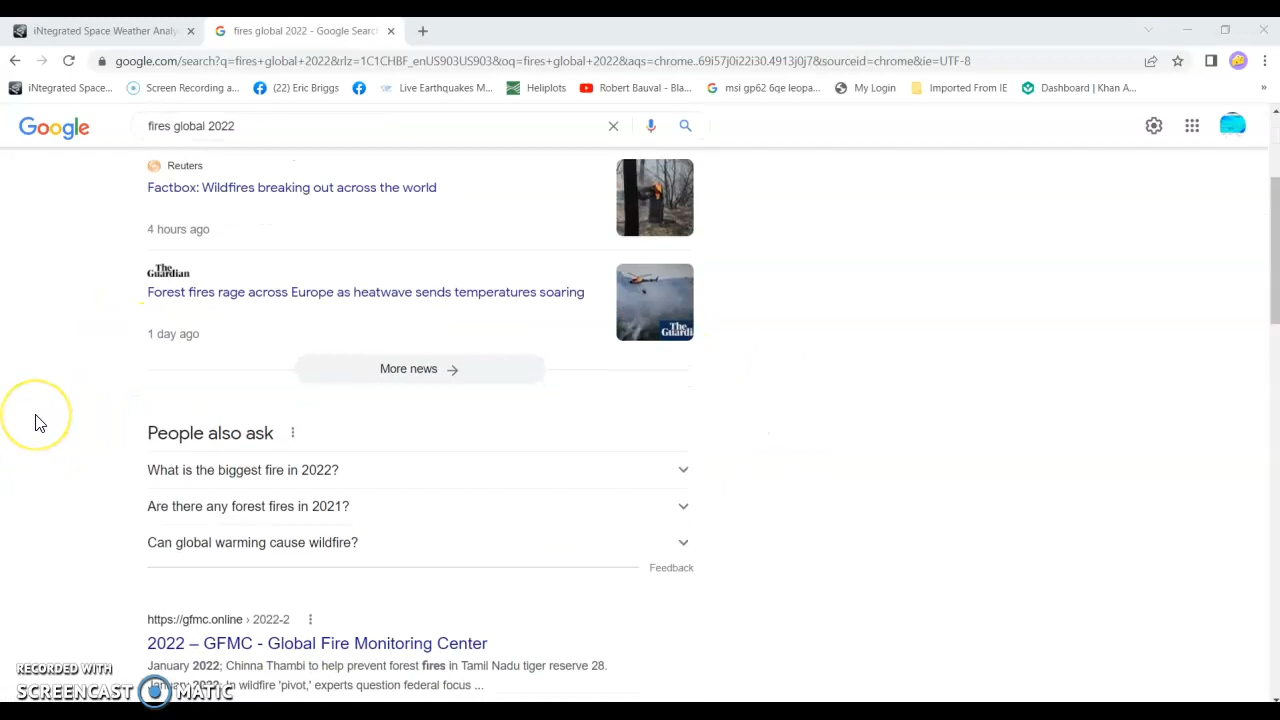 iNtegrated Space Weather Analy
fires global 2022 - Google Searc
google.com/search?q=fires+global+2022&rlz=1C1CHBF_enUS903US903&oq=fires+global+2022&aqs=chrome..69i57j0i22i30.4913j0j7&sourceid=chrome&ie=UTF-8
iNtegrated Space... Screen Recording a... (22) Eric Briggs Live Earthquakes M... Heliplots Robert Bauval - Bla... msi gp62 6qe leopa... My Login Imported From IE Dashboard | Khan A... »
Google fires global 2022
Reuters
Factbox: Wildfires breaking out across the world
4 hours ago
The Guardian
Forest fires rage across Europe as heatwave sends temperatures soaring
The Guardi
1 day ago
More news
People also ask
What is the biggest fire in 2022?
Are there any forest fires in 2021?
Can global warming cause wildfire?
Feedback
https://gfmc.online › 2022-2
2022 – GFMC - Global Fire Monitoring Center
January 2022; Chinna Thambi to help prevent forest fires in Tamil Nadu tiger reserve 28.
January 2022; In wildfire 'pivot,' experts question federal focus ...
RECORDED WITH
SCREENCAST MATIC